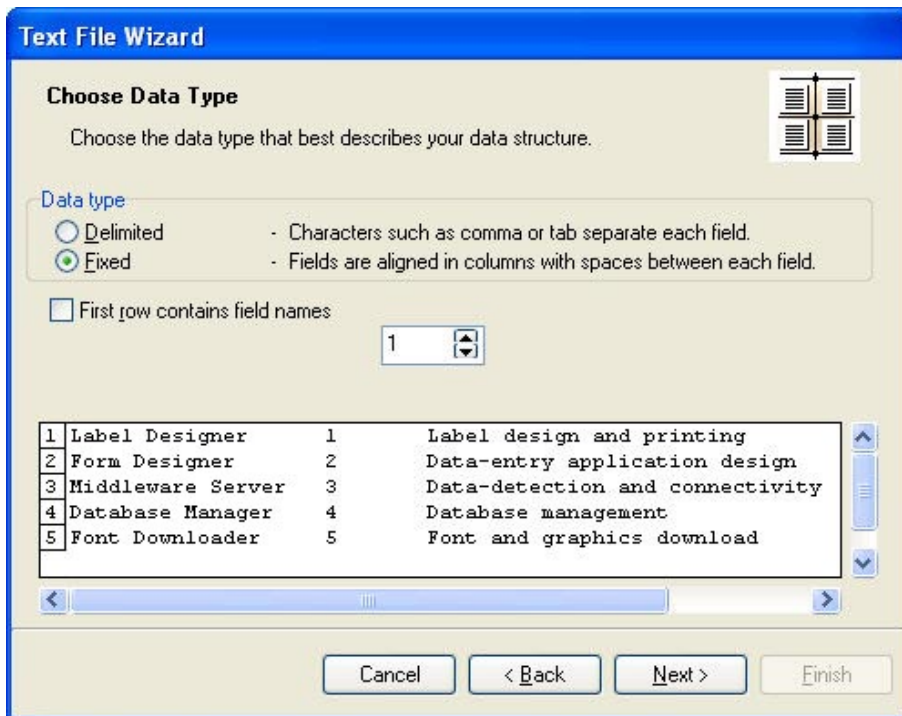 Text File Wizard
Choose Data Type
Choose the data type that best describes your data structure.
Data type
Delimited - Characters such as comma or tab separate each field.
Fixed - Fields are aligned in columns with spaces between each field.
First row contains field names
1
1 Label Designer 1 Label design and printing
2 Form Designer 2 Data-entry application design
3 Middleware Server 3 Data-detection and connectivity
4 Database Manager 4 Database management
5 Font Downloader 5 Font and graphics download
Cancel < Back Next > Finish